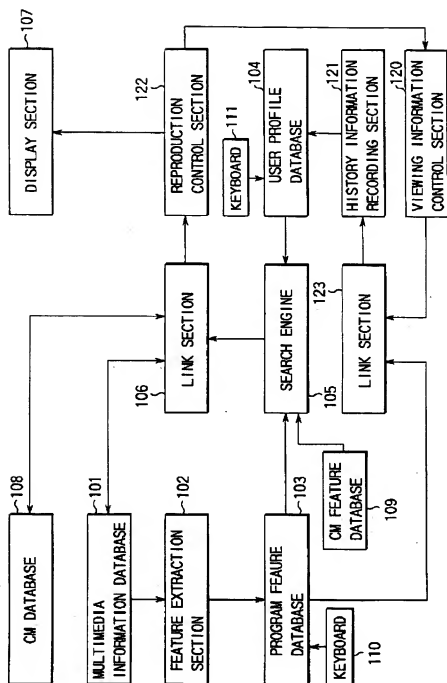 CM DATABASE
108
MULTIMEDIA
INFORMATION DATABASE
101
FEATURE EXTRACTION
SECTION
102
PROGRAM FEAURE
DATABASE
103
KEYBOARD
110
CM FEATURE
DATABASE
109
LINK SECTION
106
SEARCH ENGINE
105
LINK SECTION
123
DISPLAY SECTION
107
REPRODUCTION
CONTROL SECTION
122
KEYBOARD
111
USER PROFILE
DATABASE
104
HISTORY INFORMATION
RECORDING SECTION
121
VIEWING INFORMATION
CONTROL SECTION
120